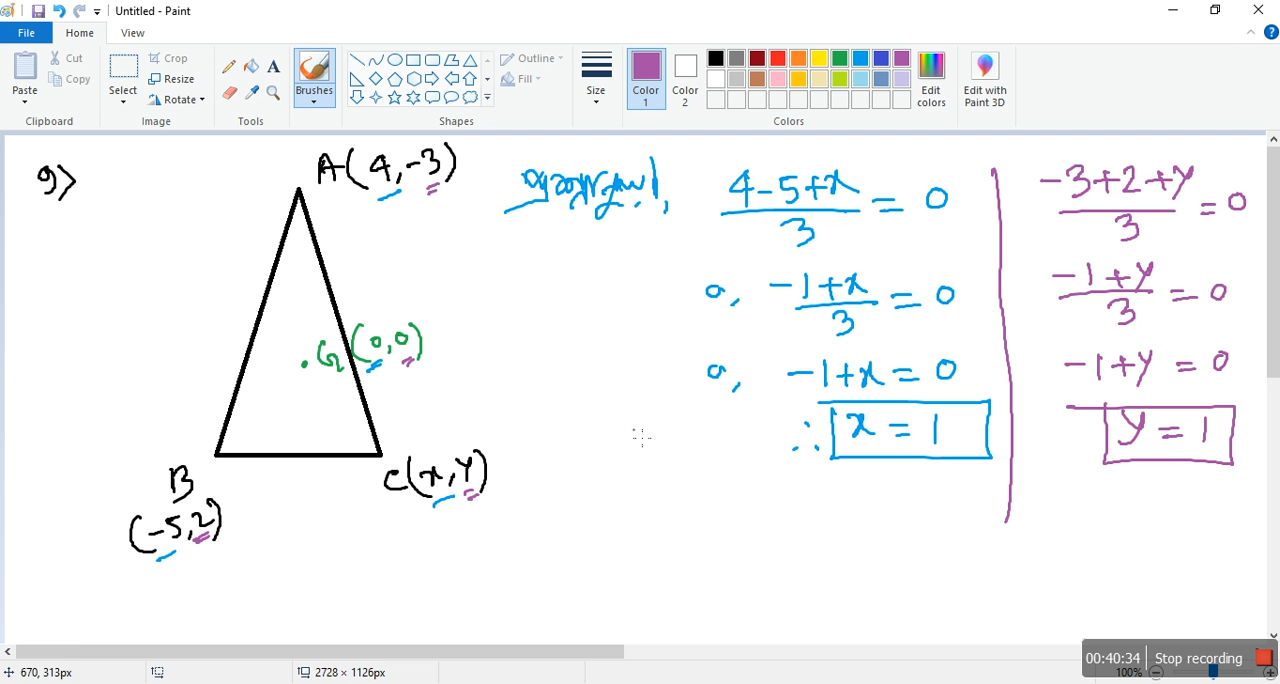 Untitled - Paint
File
Home
View
Paste
Cut
Copy
Clipboard
Select
Crop
Resize
Rotate
Image
Tools
Brushes
Outline
Fill
Shapes
Size
Color 1
Color 2
Edit colors
Edit with Paint 3D
Colors
9>
A(4,-3)
G(0,0)
B
(-5,2)
C(x,y)
প্রশ্নানুসারে,
4-5+x/3 = 0
বা, -1+x/3 = 0
বা, -1+x = 0
∴ x = 1
-3+2+y/3 = 0
-1+y/3 = 0
-1+y = 0
y = 1
670, 313px
2728 × 1126px
100%
00:40:34
Stop recording